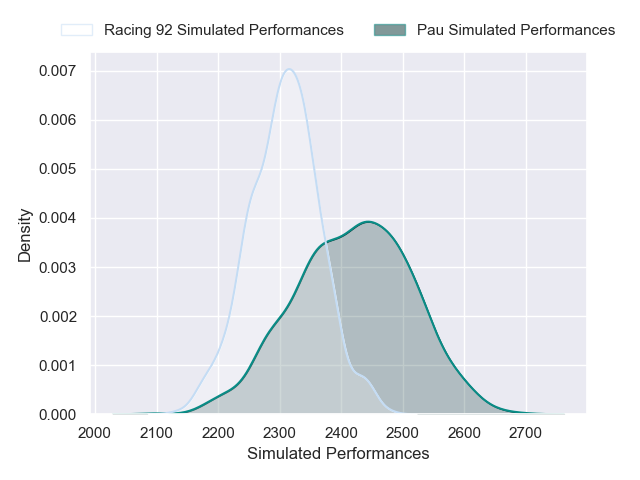 Racing 92 Simulated Performances Pau Simulated Performances
0.007
0.006
0.005
0.004
0.003
0.002
0.001
0.000
Density
2000 2100 2200 2300 2400 2500 2600 2700
Simulated Performances